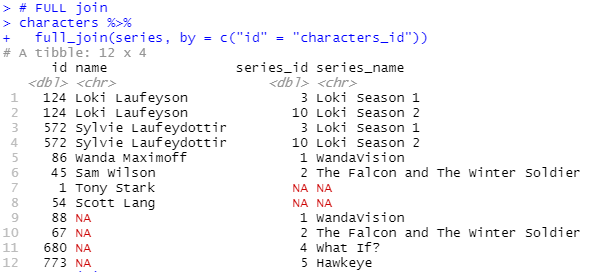 > # FULL join
> characters %>%
+   full_join(series, by = c("id" = "characters_id"))
# A tibble: 12 x 4
      id name                series_id series_name
   <dbl> <chr>                   <dbl> <chr>
 1   124 Loki Laufeyson              3 Loki Season 1
 2   124 Loki Laufeyson             10 Loki Season 2
 3   572 Sylvie Laufeydottir         3 Loki Season 1
 4   572 Sylvie Laufeydottir        10 Loki Season 2
 5    86 Wanda Maximoff              1 WandaVision
 6    45 Sam Wilson                  2 The Falcon and The Winter Soldier
 7     1 Tony Stark                 NA NA
 8    54 Scott Lang                 NA NA
 9    88 NA                          1 WandaVision
10    67 NA                          2 The Falcon and The Winter Soldier
11   680 NA                          4 What If?
12   773 NA                          5 Hawkeye